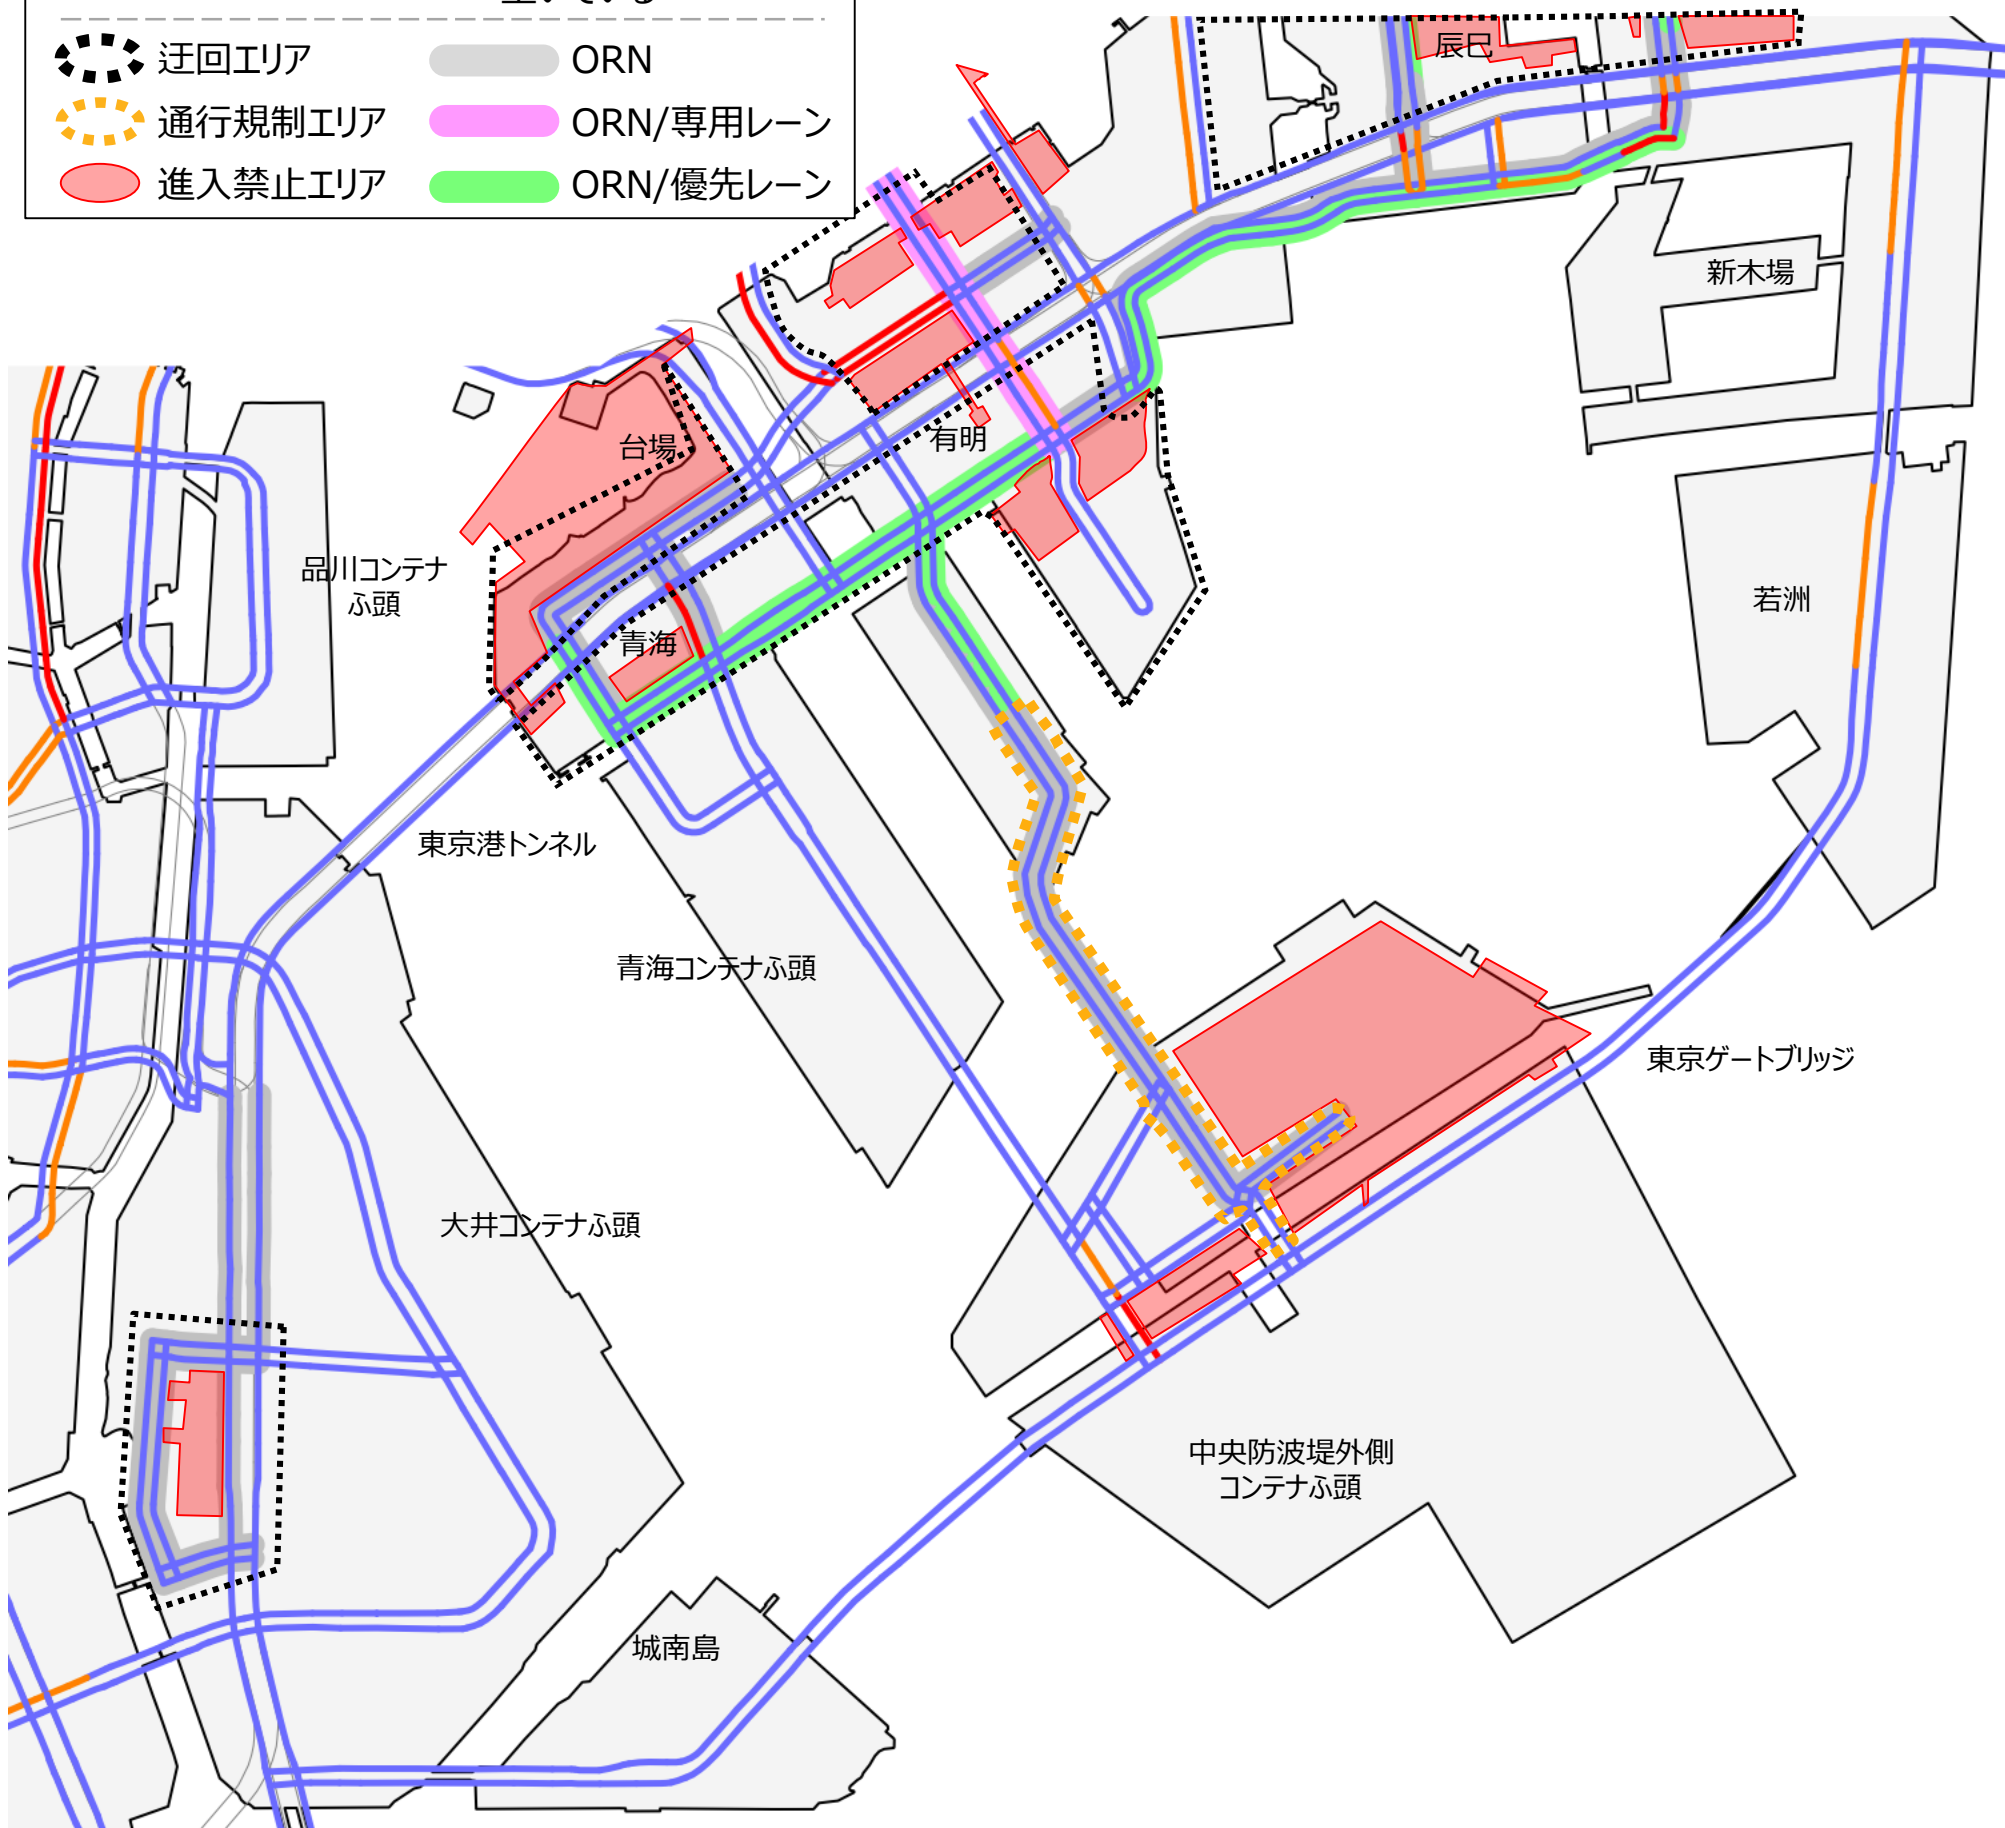 空いている
迂回エリア
ORN
通行規制エリア
ORN/専用レーン
進入禁止エリア
ORN/優先レーン
辰巳
新木場
台場
有明
品川コンテナ
ふ頭
若洲
青海
東京港トンネル
青海コンテナふ頭
東京ゲートブリッジ
大井コンテナふ頭
中央防波堤外側
コンテナふ頭
城南島